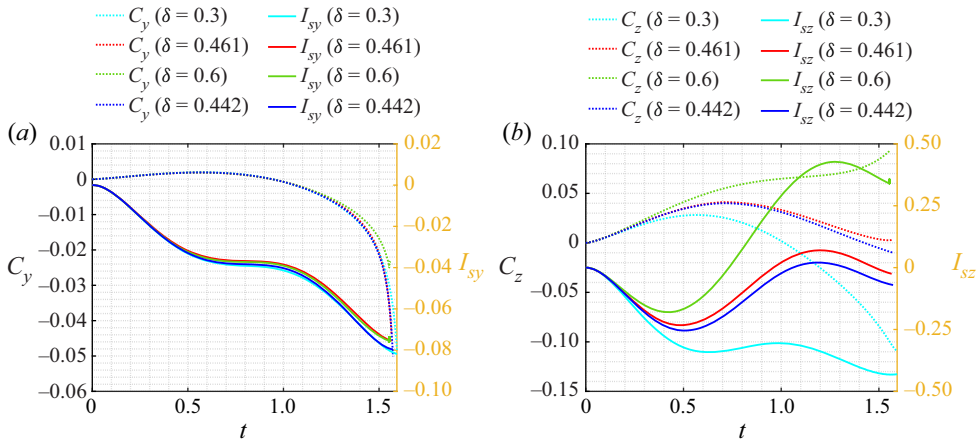 C_y (δ = 0.3) I_sy (δ = 0.3)
C_y (δ = 0.461) I_sy (δ = 0.461)
C_y (δ = 0.6) I_sy (δ = 0.6)
C_y (δ = 0.442) I_sy (δ = 0.442)
(a)
0.01
0
–0.01
–0.02
–0.03
–0.04
–0.05
–0.06
C_y
0.02
0
–0.02
–0.04
–0.06
–0.08
–0.10
I_sy
0 0.5 1.0 1.5
t
C_z (δ = 0.3) I_sz (δ = 0.3)
C_z (δ = 0.461) I_sz (δ = 0.461)
C_z (δ = 0.6) I_sz (δ = 0.6)
C_z (δ = 0.442) I_sz (δ = 0.442)
(b)
0.10
0.05
0
–0.05
–0.10
–0.15
C_z
0.50
0.25
0
–0.25
–0.50
I_sz
0 0.5 1.0 1.5
t